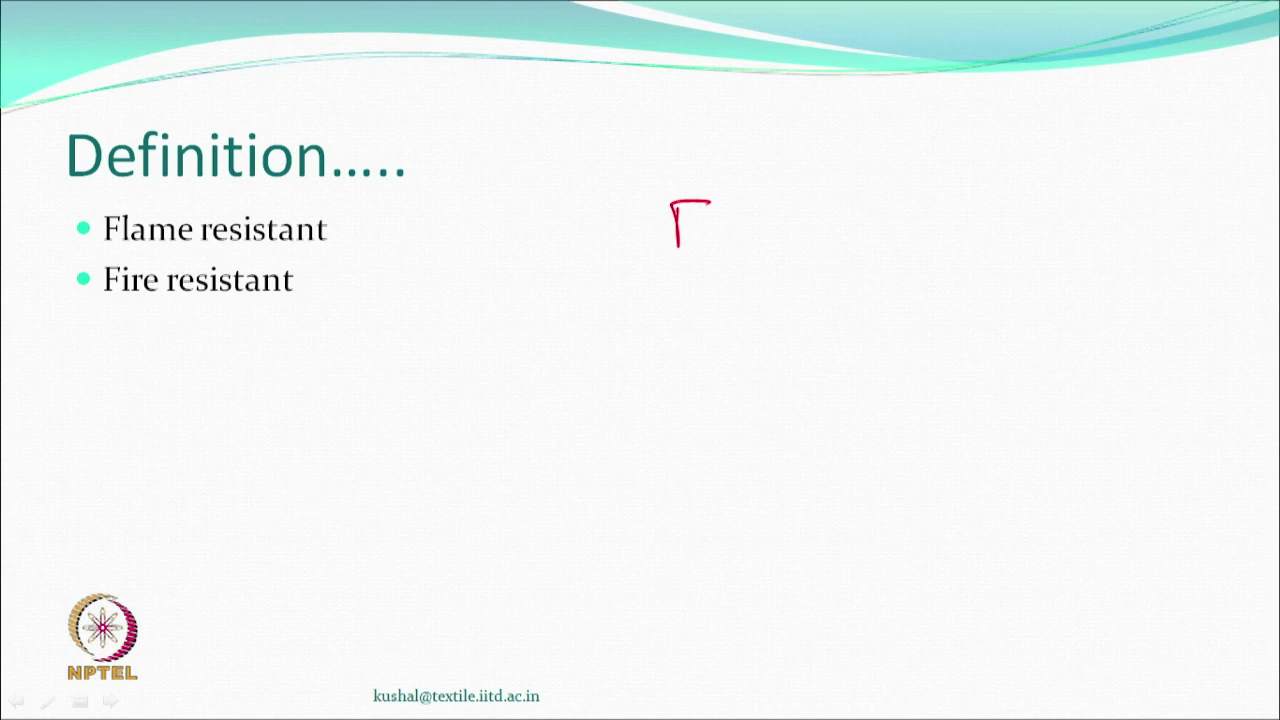 Definition…..
Flame resistant
Fire resistant
NPTEL
kushal@textile.iitd.ac.in